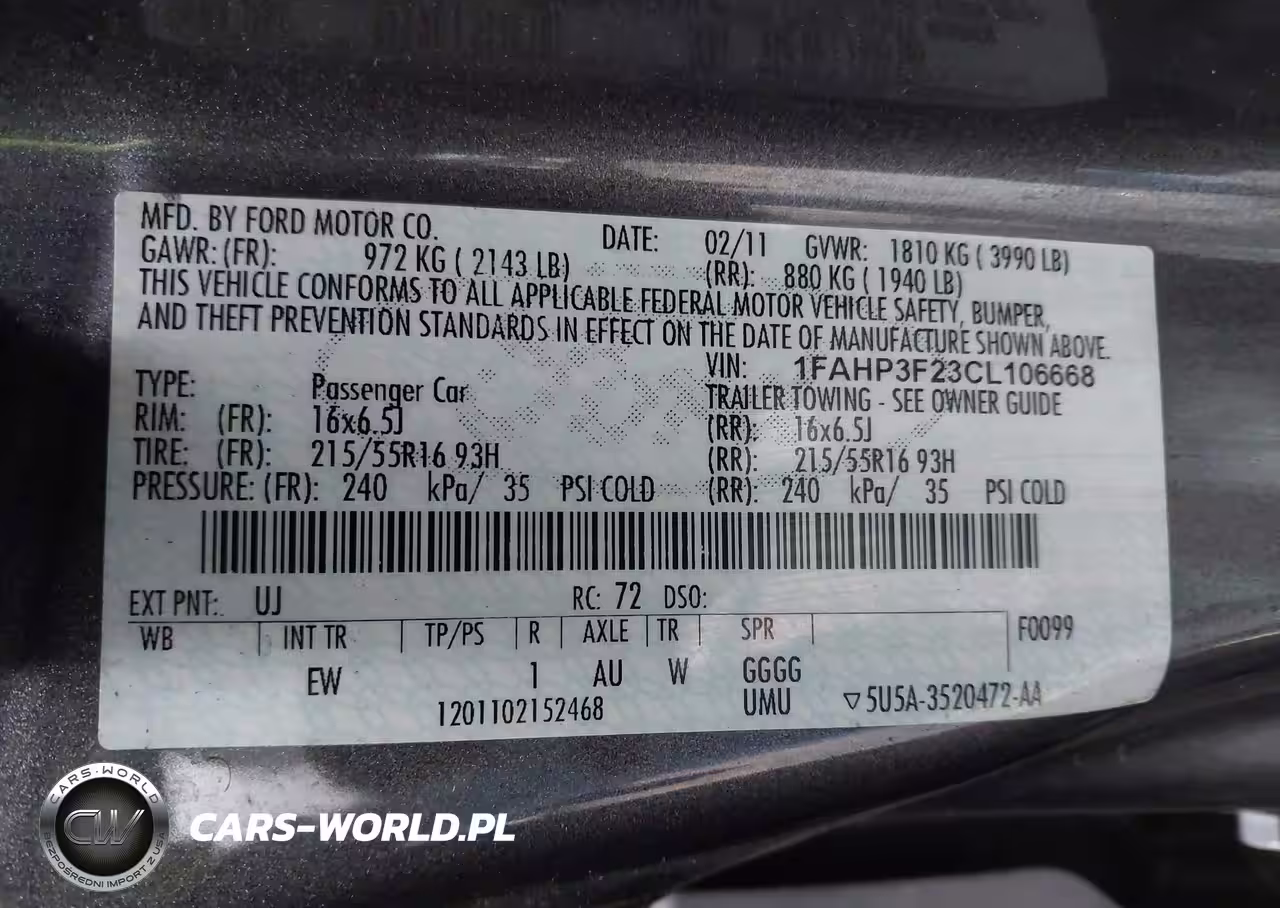 MFD. BY FORD MOTOR CO. DATE: 02/11 GVWR: 1810 KG ( 3990 LB)
GAWR: (FR): 972 KG ( 2143 LB) (RR): 880 KG ( 1940 LB)
THIS VEHICLE CONFORMS TO ALL APPLICABLE FEDERAL MOTOR VEHICLE SAFETY, BUMPER,
AND THEFT PREVENTION STANDARDS IN EFFECT ON THE DATE OF MANUFACTURE SHOWN ABOVE.
VIN: 1FAHP3F23CL106668
TYPE: Passenger Car TRAILER TOWING - SEE OWNER GUIDE
RIM: (FR): 16x6.5J (RR): 16x6.5J
TIRE: (FR): 215/55R16 93H (RR): 215/55R16 93H
PRESSURE: (FR): 240 kPa/ 35 PSI COLD (RR): 240 kPa/ 35 PSI COLD
EXT PNT: UJ RC: 72 DSO:
WB INT TR TP/PS R AXLE TR SPR F0099
EW 1 AU W GGGG
1201102152468 UMU ▽5U5A-3520472-AA
CARS-WORLD
CW
BEZPOŚREDNI IMPORT Z USA
CARS-WORLD.PL